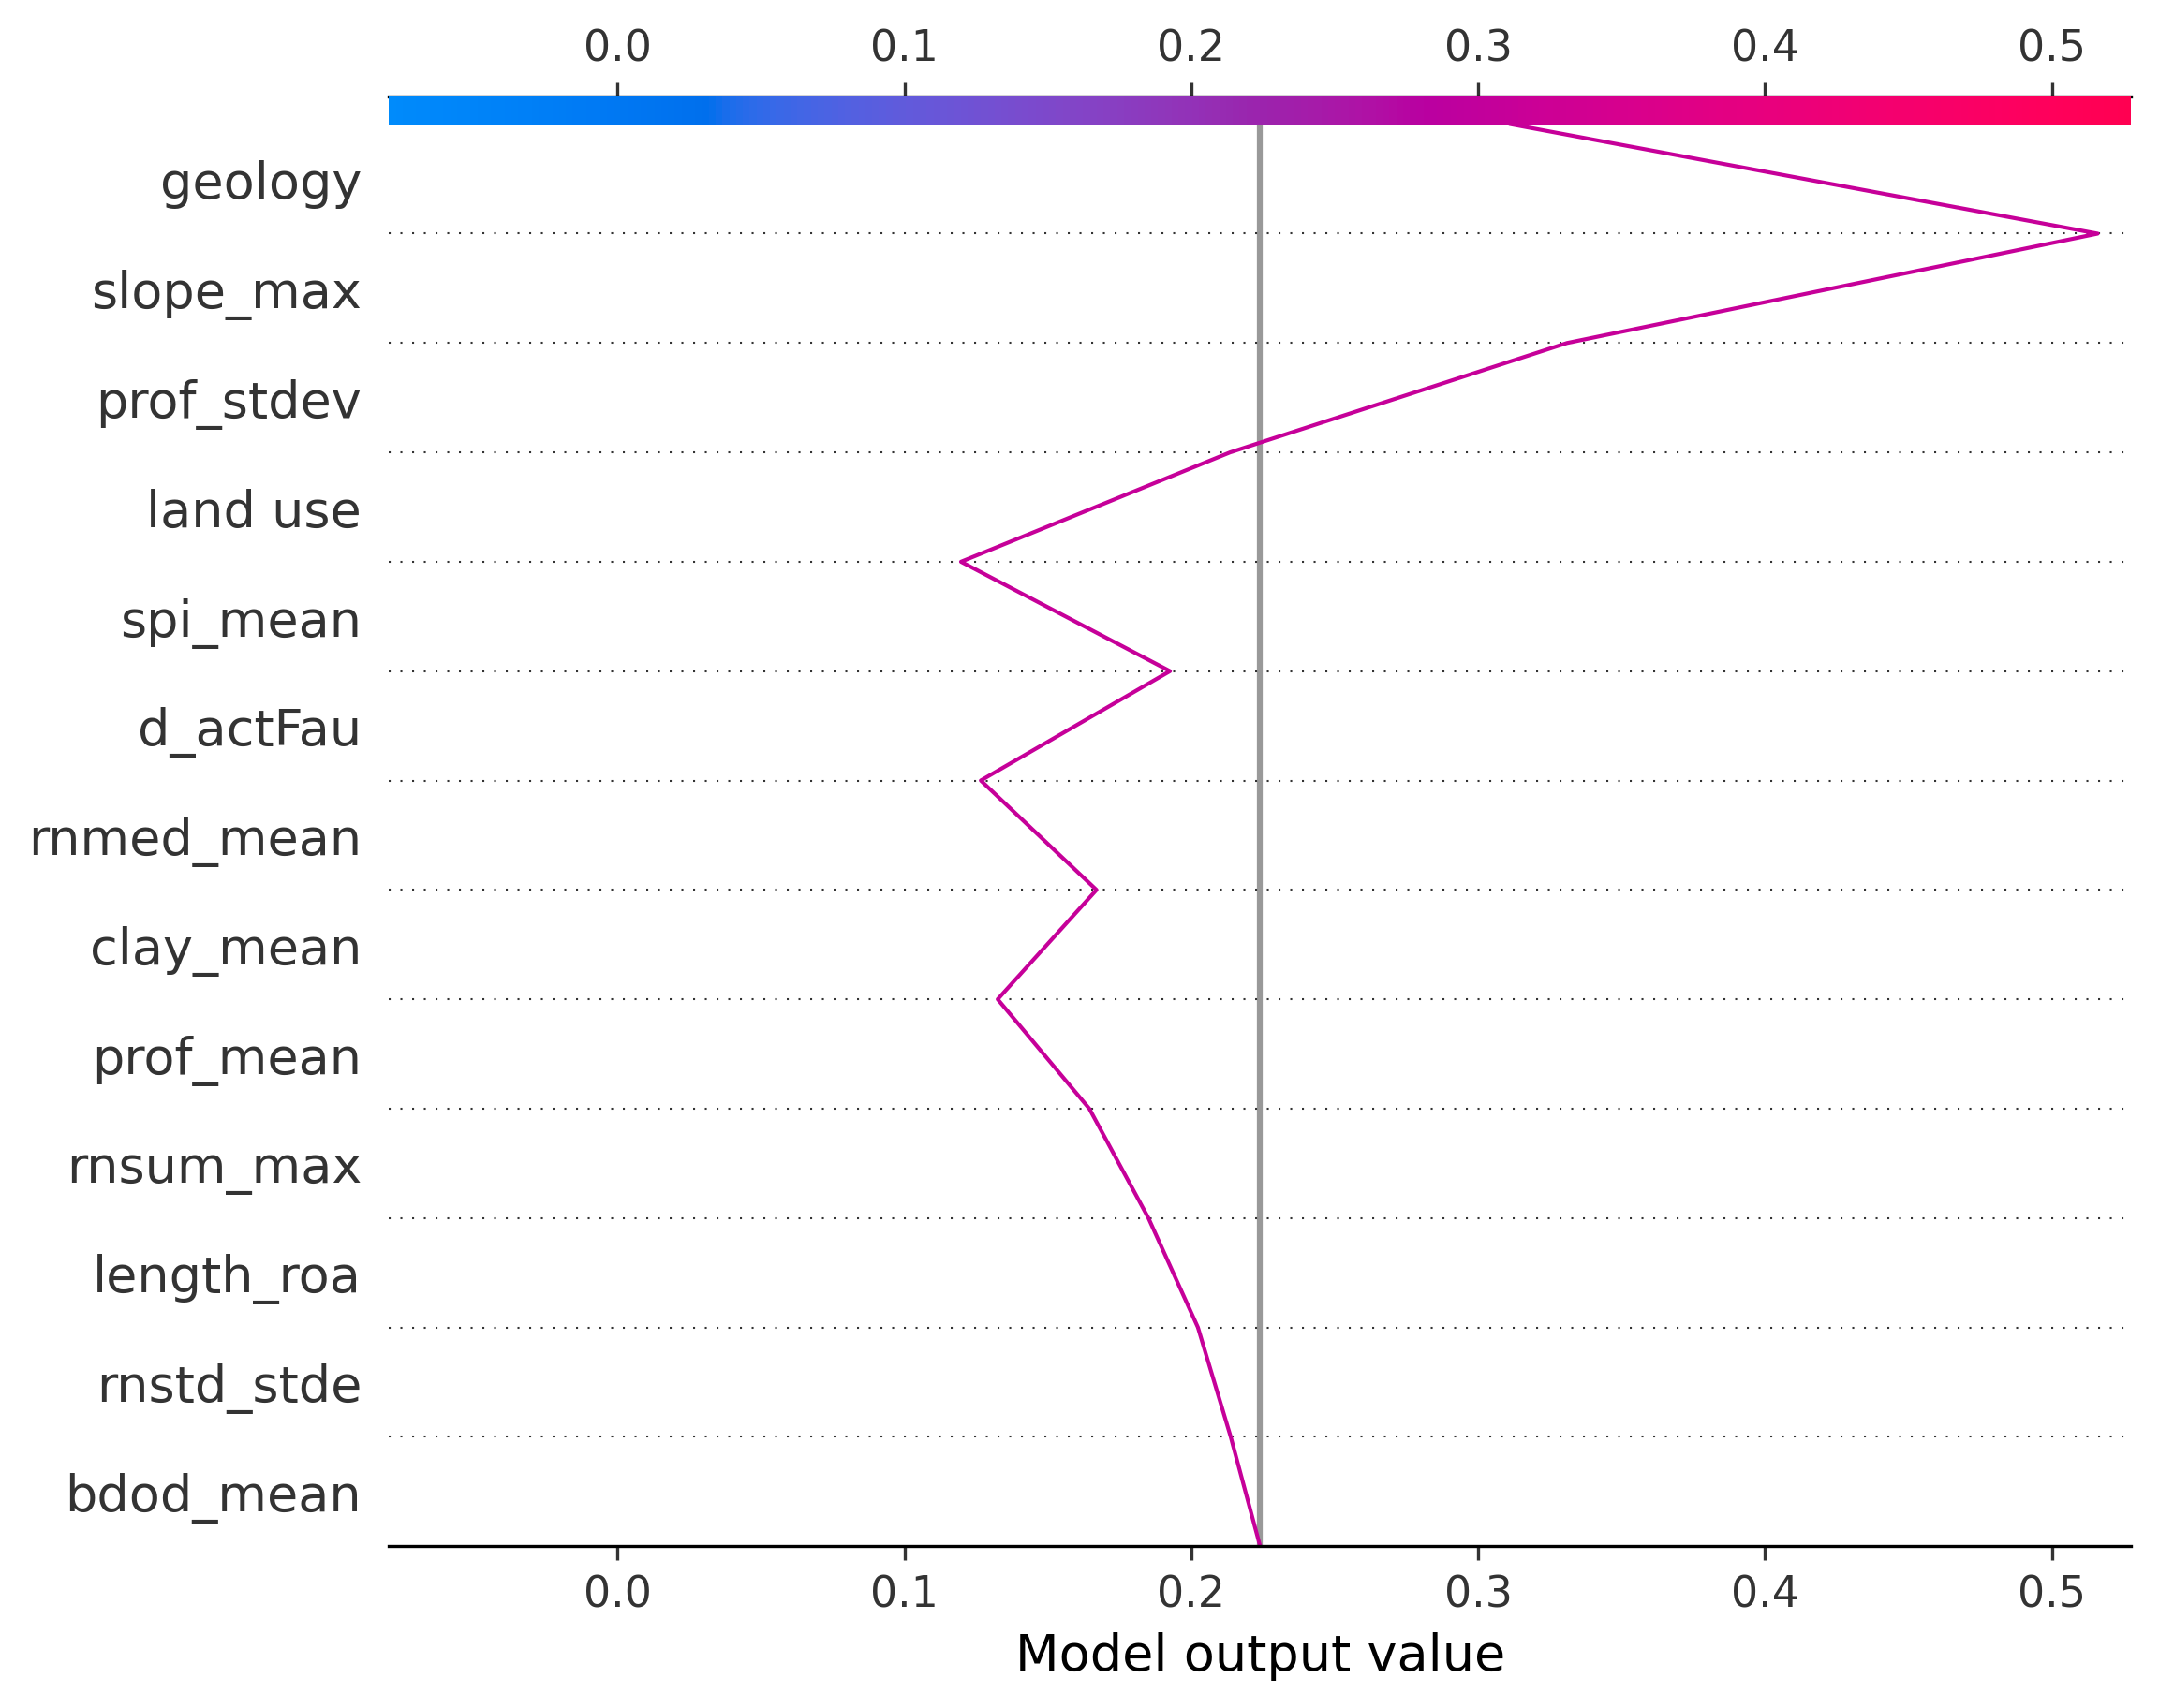 0.0 0.1 0.2 0.3 0.4 0.5
geology
slope_max
prof_stdev
land use
spi_mean
d_actFau
rnmed_mean
clay_mean
prof_mean
rnsum_max
length_roa
rnstd_stde
bdod_mean
0.0 0.1 0.2 0.3 0.4 0.5
Model output value